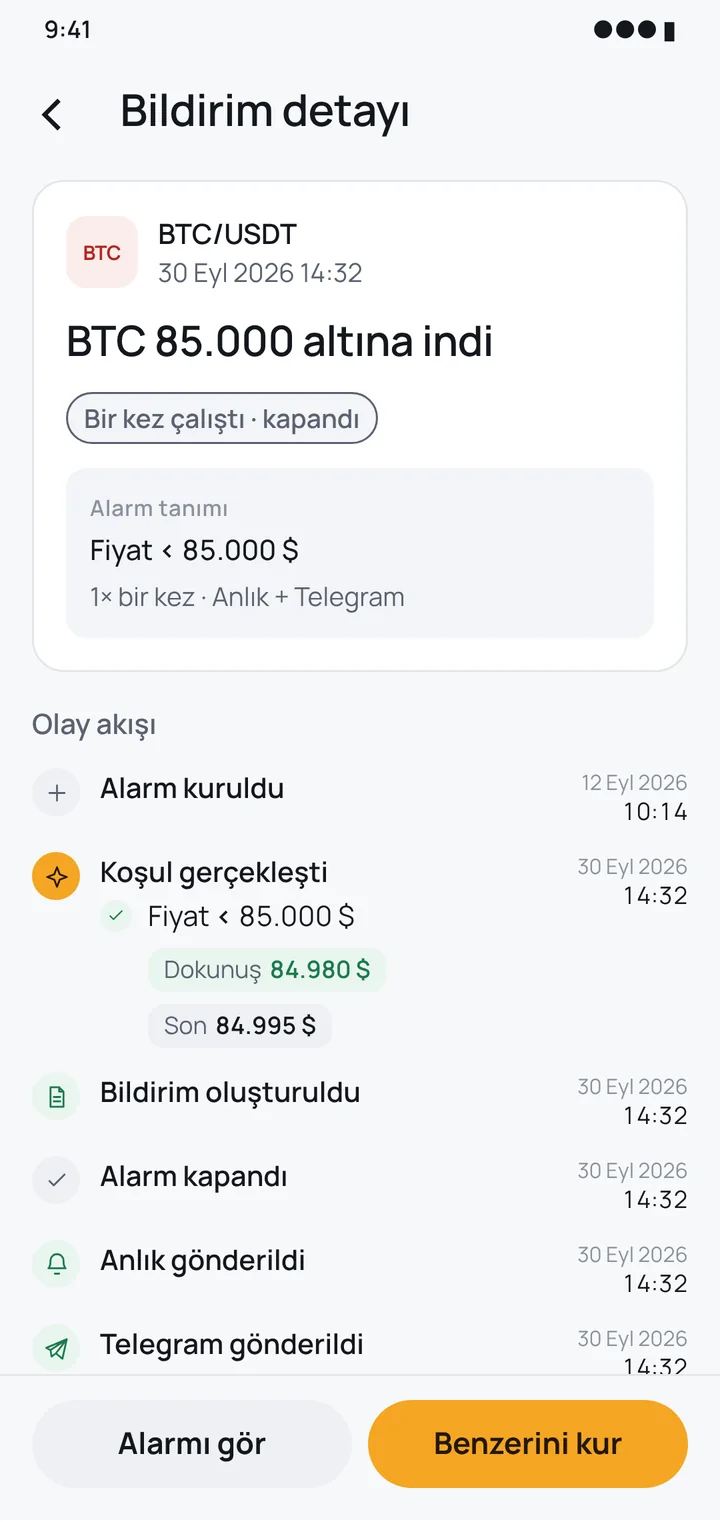 9:41
Bildirim detayı
BTC
BTC/USDT
30 Eyl 2026 14:32
BTC 85.000 altına indi
Bir kez çalıştı · kapandı
Alarm tanımı
Fiyat < 85.000 $
1× bir kez · Anlık + Telegram
Olay akışı
Alarm kuruldu
12 Eyl 2026
10:14
Koşul gerçekleşti
30 Eyl 2026
14:32
Fiyat < 85.000 $
Dokunuş 84.980 $
Son 84.995 $
Bildirim oluşturuldu
30 Eyl 2026
14:32
Alarm kapandı
30 Eyl 2026
14:32
Anlık gönderildi
30 Eyl 2026
14:32
Telegram gönderildi
30 Eyl 2026
14:32
Alarmı gör
Benzerini kur